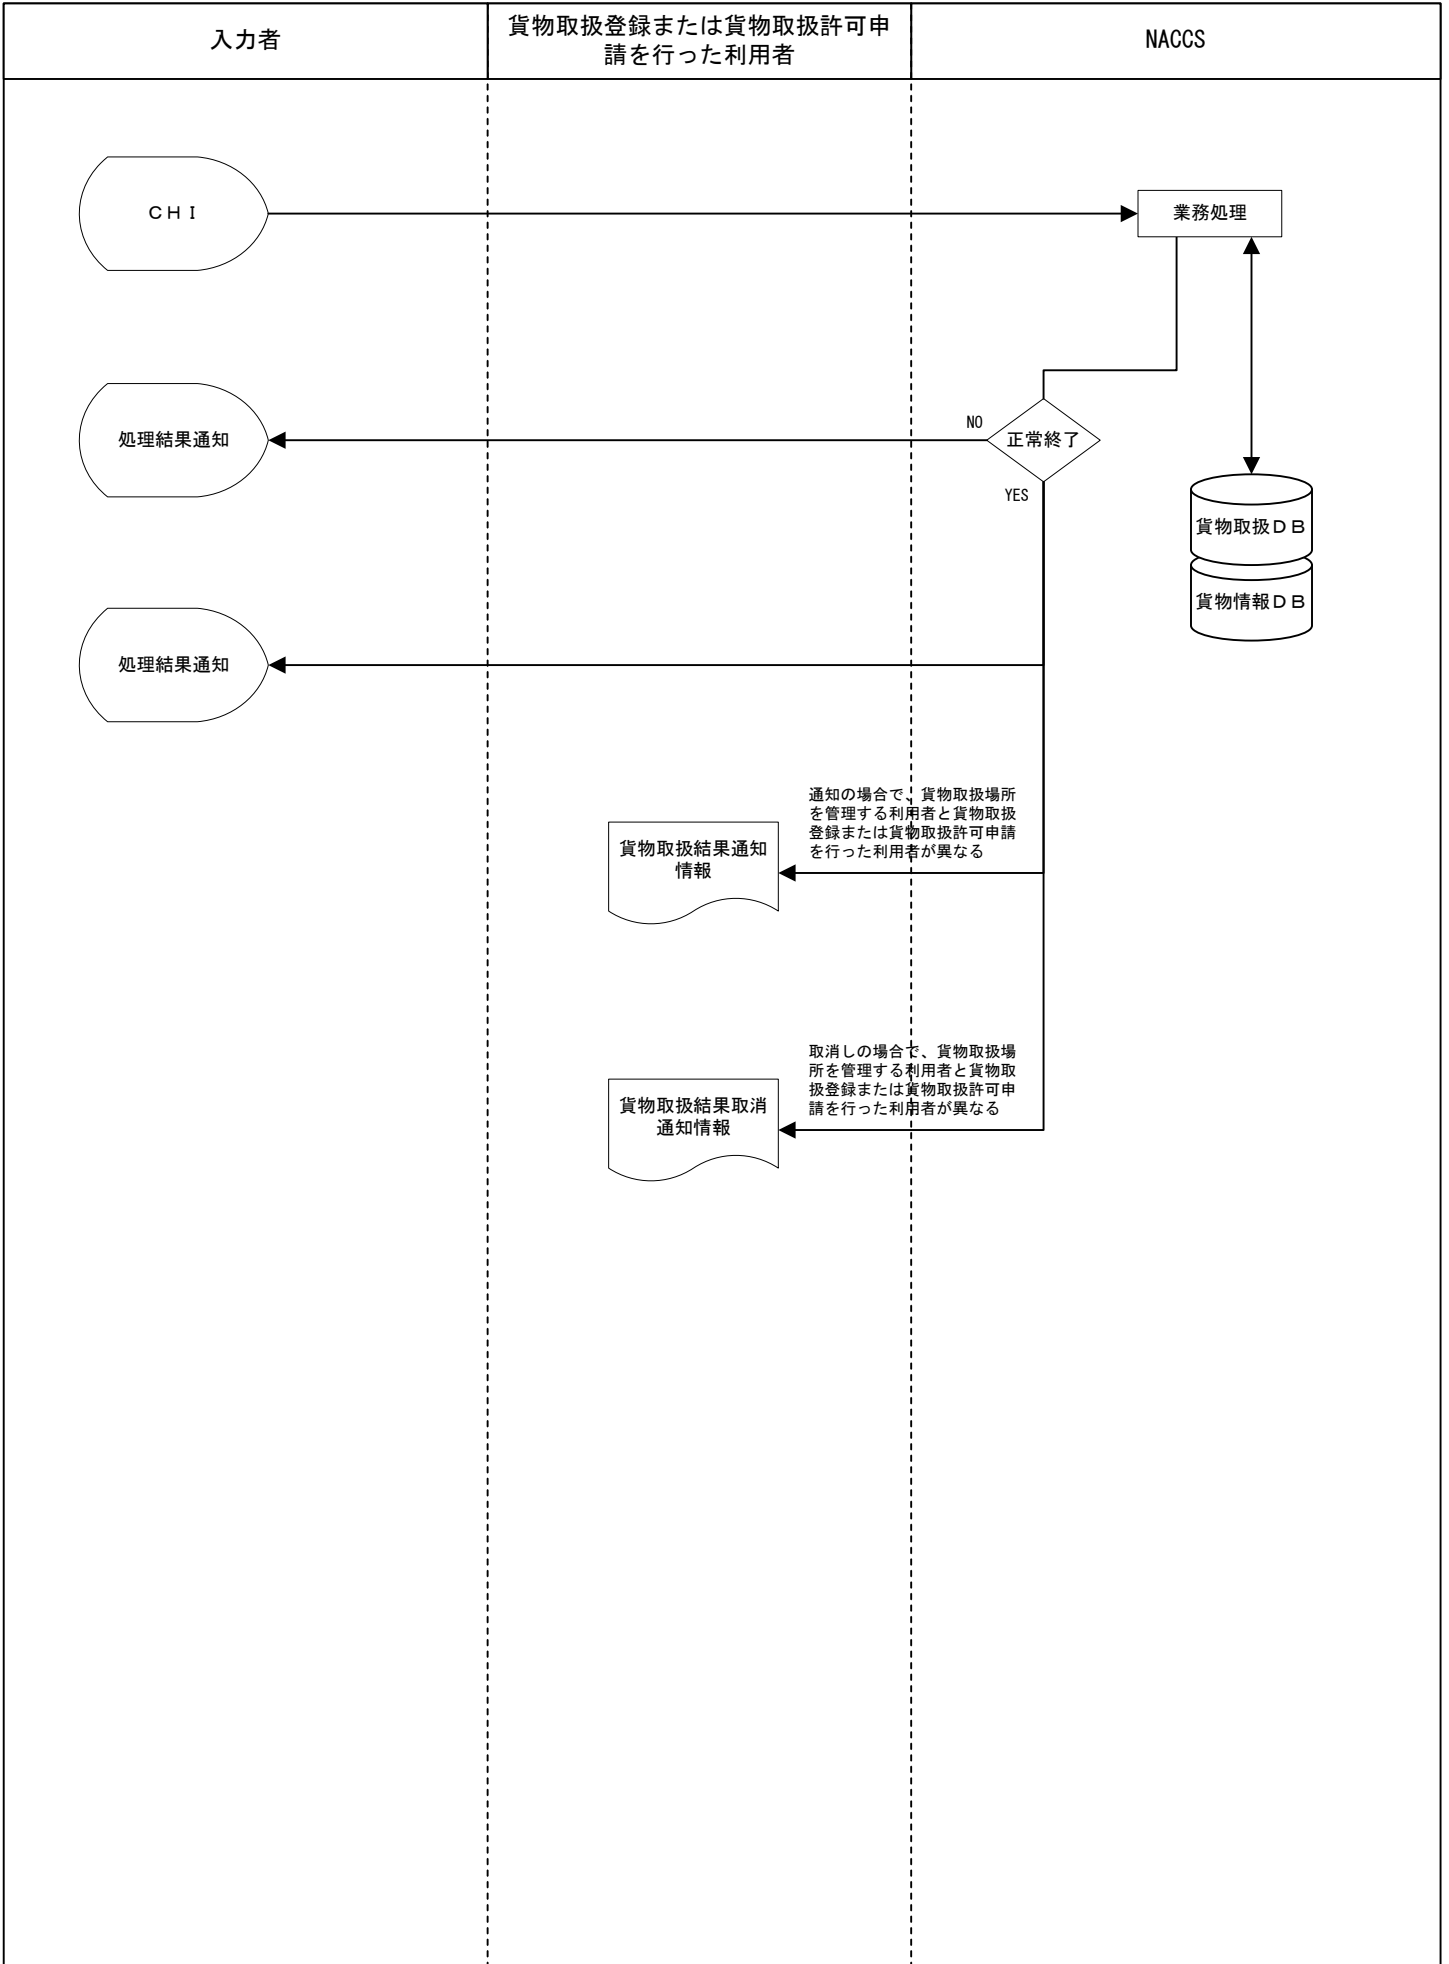 入力者
貨物取扱登録または貨物取扱許可申
請を行った利用者
NACCS
ＣＨＩ
業務処理
処理結果通知
NO
正常終了
YES
貨物取扱ＤＢ
貨物情報ＤＢ
処理結果通知
通知の場合で、貨物取扱場所
を管理する利用者と貨物取扱
登録または貨物取扱許可申請
を行った利用者が異なる
貨物取扱結果通知
情報
取消しの場合で、貨物取扱場
所を管理する利用者と貨物取
扱登録または貨物取扱許可申
請を行った利用者が異なる
貨物取扱結果取消
通知情報